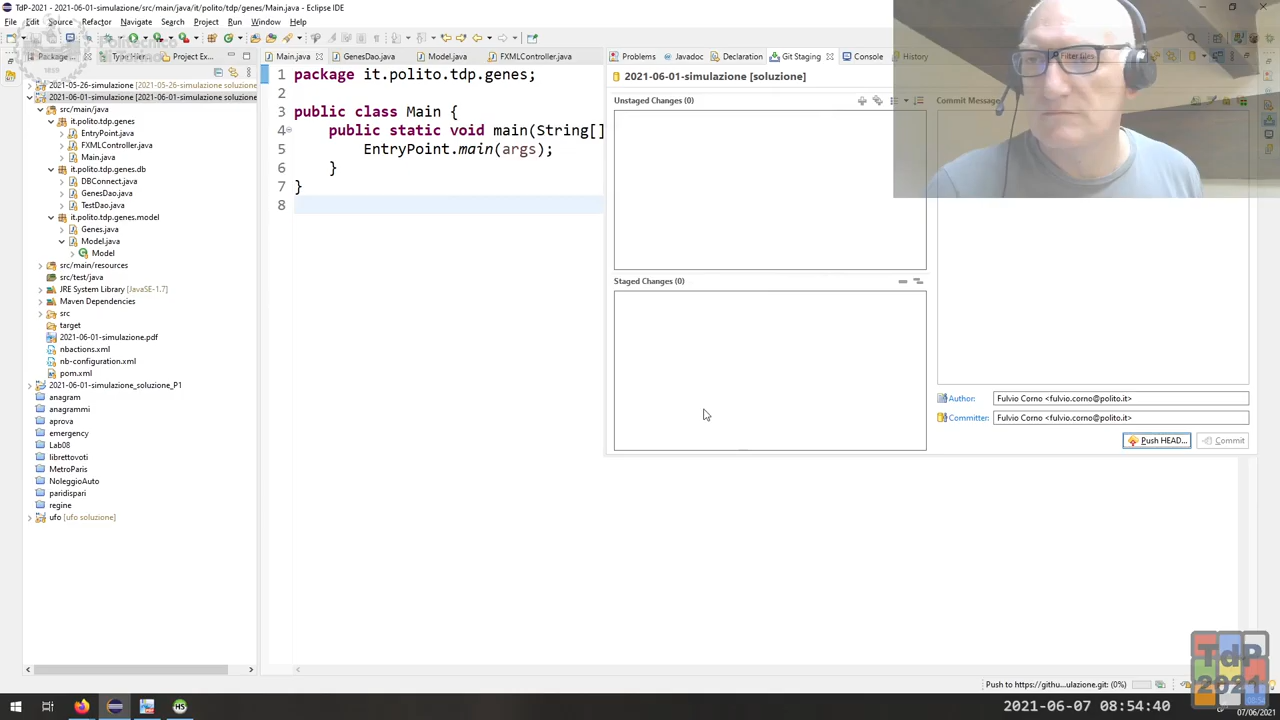 TdP-2021 - 2021-06-01-simulazione/src/main/java/it/polito/tdp/genes/Main.java - Eclipse IDE
File Edit Source Refactor Navigate Search Project Run Window Help
Project Ex...
Main.java GenesDao.java Model.java FXMLController.java
Problems Javadoc Declaration Git Staging Console History
2021-05-26-simulazione [2021-05-26-simulazione soluzione
2021-06-01-simulazione [2021-06-01-simulazione soluzione
src/main/java
it.polito.tdp.genes
EntryPoint.java
FXMLController.java
Main.java
it.polito.tdp.genes.db
DBConnect.java
GenesDao.java
TestDao.java
it.polito.tdp.genes.model
Genes.java
Model.java
Model
src/main/resources
src/test/java
JRE System Library [JavaSE-1.7]
Maven Dependencies
src
target
2021-06-01-simulazione.pdf
nbactions.xml
nb-configuration.xml
pom.xml
2021-06-01-simulazione_soluzione_P1
anagram
anagrammi
aprova
emergency
Lab08
librettovoti
MetroParis
NoleggioAuto
paridispari
regine
ufo [ufo soluzione]
1 package it.polito.tdp.genes;
2
3 public class Main {
4 public static void main(String[]
5 EntryPoint.main(args);
6 }
7 }
8
2021-06-01-simulazione [soluzione]
Filter files
Unstaged Changes (0)
Commit Message
Staged Changes (0)
Author: Fulvio Corno <fulvio.corno@polito.it>
Committer: Fulvio Corno <fulvio.corno@polito.it>
Push HEAD... Commit
TdP
2021
Push to https://githu...ulazione.git: (0%)
2021-06-07 08:54:40
07/06/2021